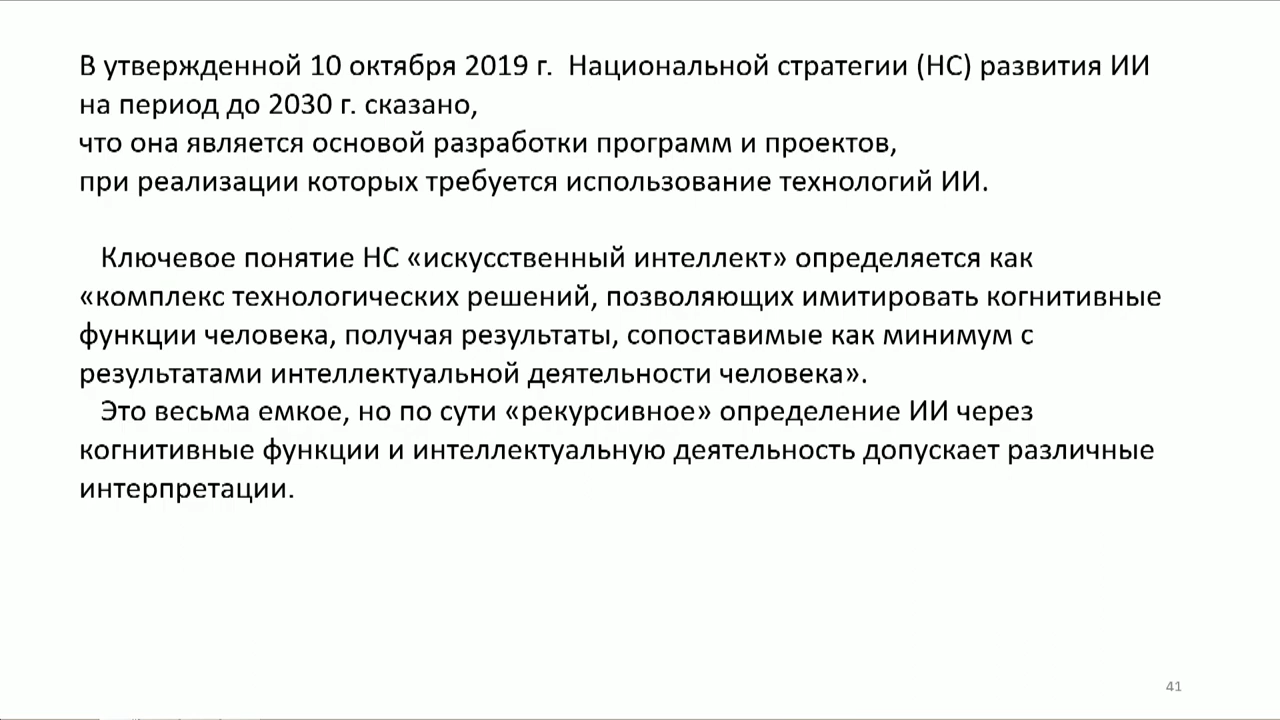 В утвержденной 10 октября 2019 г.  Национальной стратегии (НС) развития ИИ
на период до 2030 г. сказано,
что она является основой разработки программ и проектов,
при реализации которых требуется использование технологий ИИ.
Ключевое понятие НС «искусственный интеллект» определяется как
«комплекс технологических решений, позволяющих имитировать когнитивные
функции человека, получая результаты, сопоставимые как минимум с
результатами интеллектуальной деятельности человека».
Это весьма емкое, но по сути «рекурсивное» определение ИИ через
когнитивные функции и интеллектуальную деятельность допускает различные
интерпретации.
41